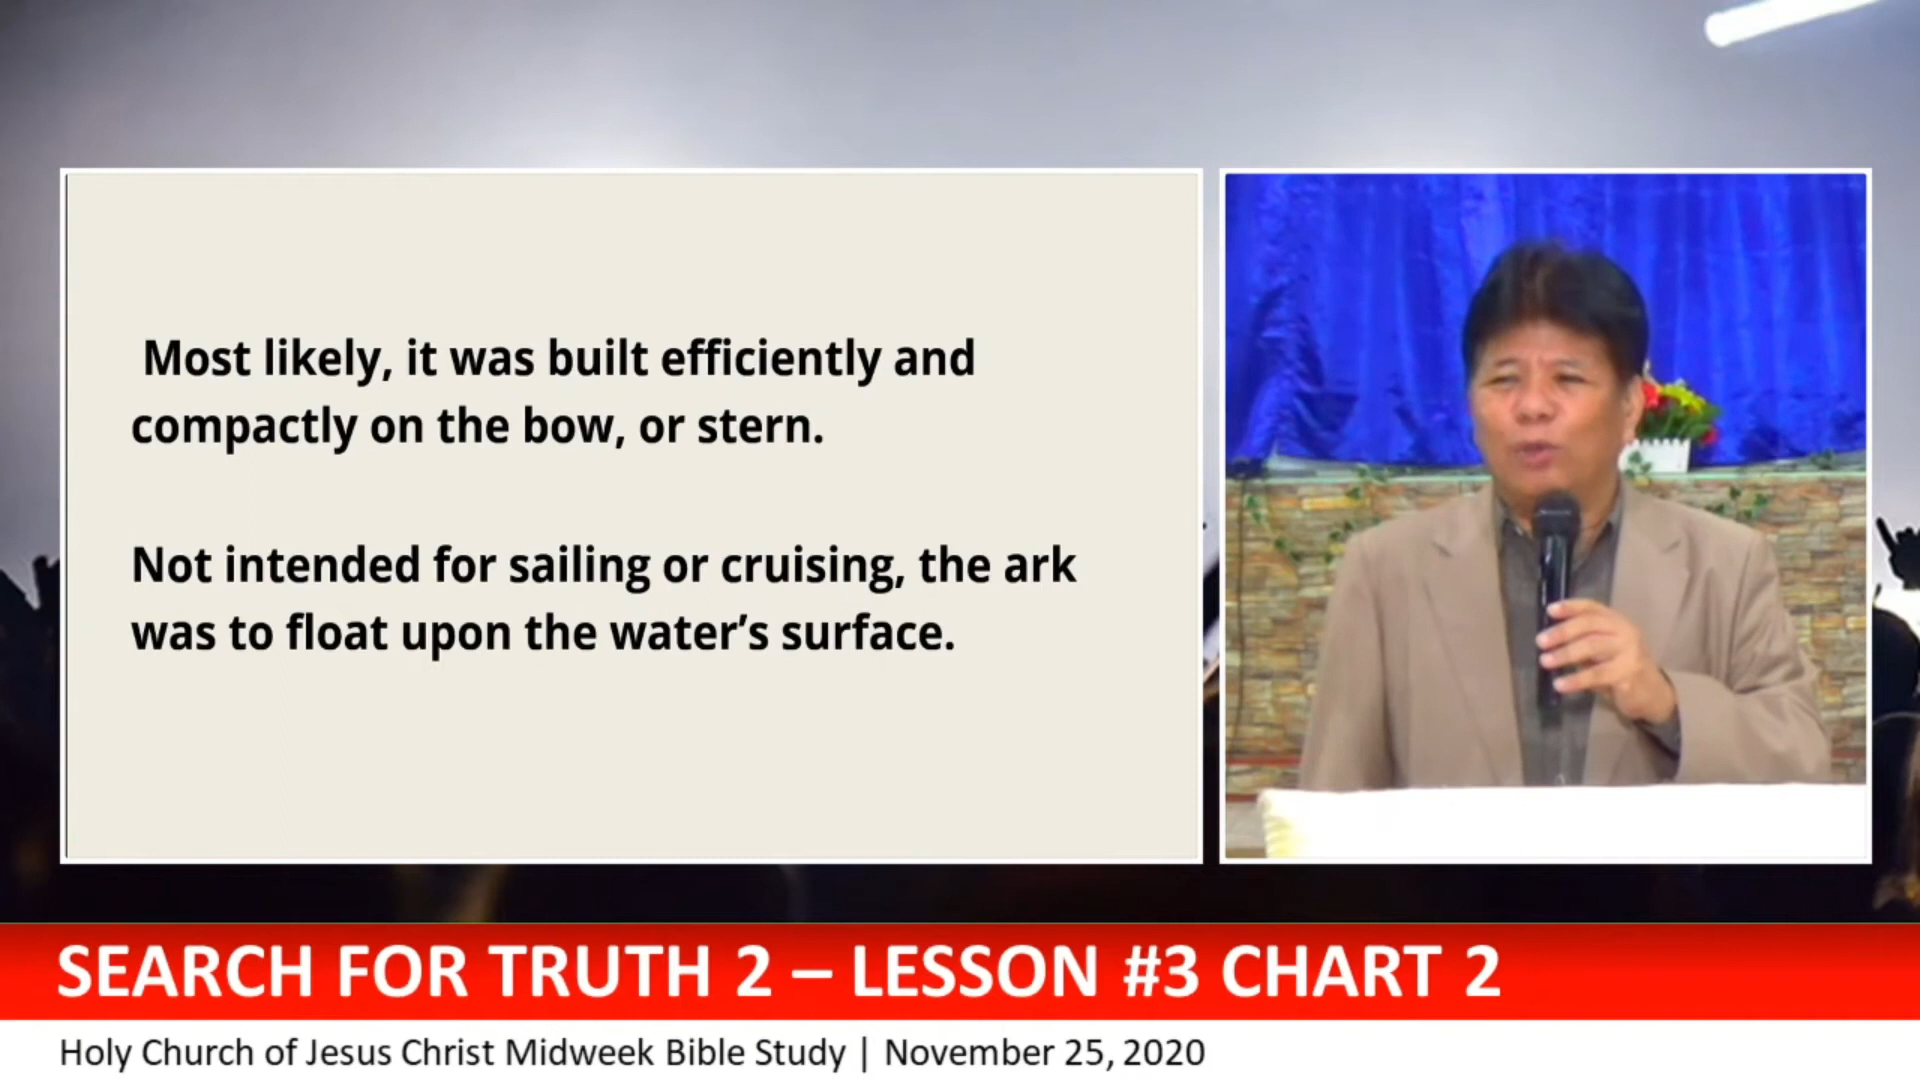 Most likely, it was built efficiently and
compactly on the bow, or stern.
Not intended for sailing or cruising, the ark
was to float upon the water’s surface.
SEARCH FOR TRUTH 2 – LESSON #3 CHART 2
Holy Church of Jesus Christ Midweek Bible Study | November 25, 2020